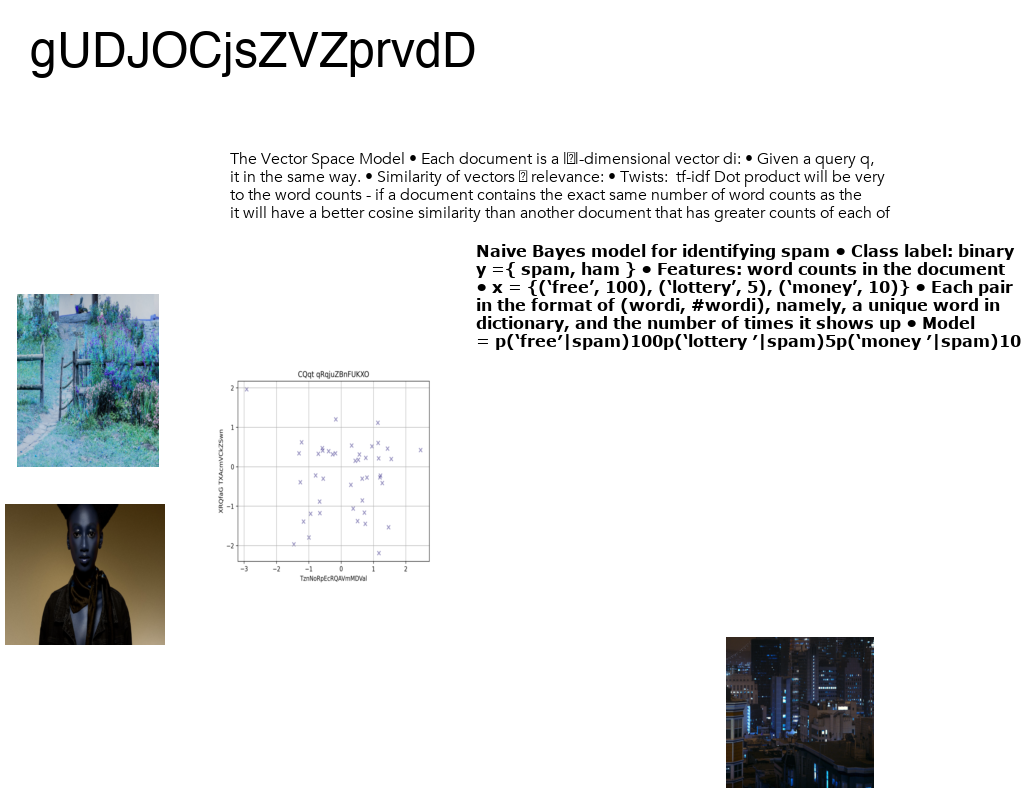 gUDJOCjsZVZprvdD
The Vector Space Model • Each document is a l􏰀l-dimensional vector di: • Given a query q,
it in the same way. • Similarity of vectors 􏰀 relevance: • Twists: tf-idf Dot product will be very
to the word counts - if a document contains the exact same number of word counts as the
it will have a better cosine similarity than another document that has greater counts of each of
Naive Bayes model for identifying spam • Class label: binary
y ={ spam, ham } • Features: word counts in the document
• x = {(‘free’, 100), (‘lottery’, 5), (‘money’, 10)} • Each pair
in the format of (wordi, #wordi), namely, a unique word in
dictionary, and the number of times it shows up • Model
= p(‘free’|spam)100p(‘lottery ’|spam)5p(‘money ’|spam)10
CQqt qRqjuZBnFUKXO
2
1
0
−1
−2
XRQfaG TXAcmVCkZSwn
−3 −2 −1 0 1 2
TznNoRpEcRQAVmMDVal